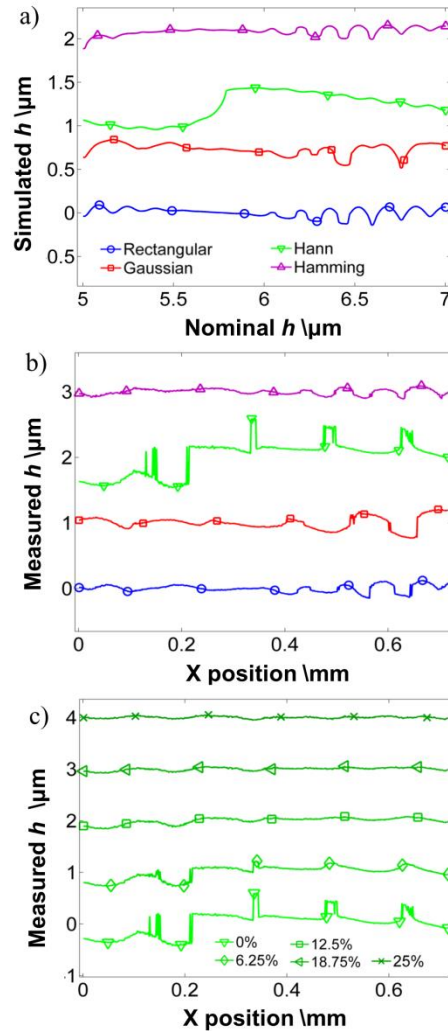 a)
Simulated h \µm
2
1.5
1
0.5
0
0.5
5
5.5
6
6.5
7
Rectangular
Hann
Gaussian
Hamming
Nominal h \µm
b)
Measured h \µm
3
2
1
0
0
0.2
0.4
0.6
X position \mm
c)
Measured h \µm
4
3
2
1
0
1
0%
12.5%
6.25%
18.75%
25%
0
0.2
0.4
0.6
X position \mm